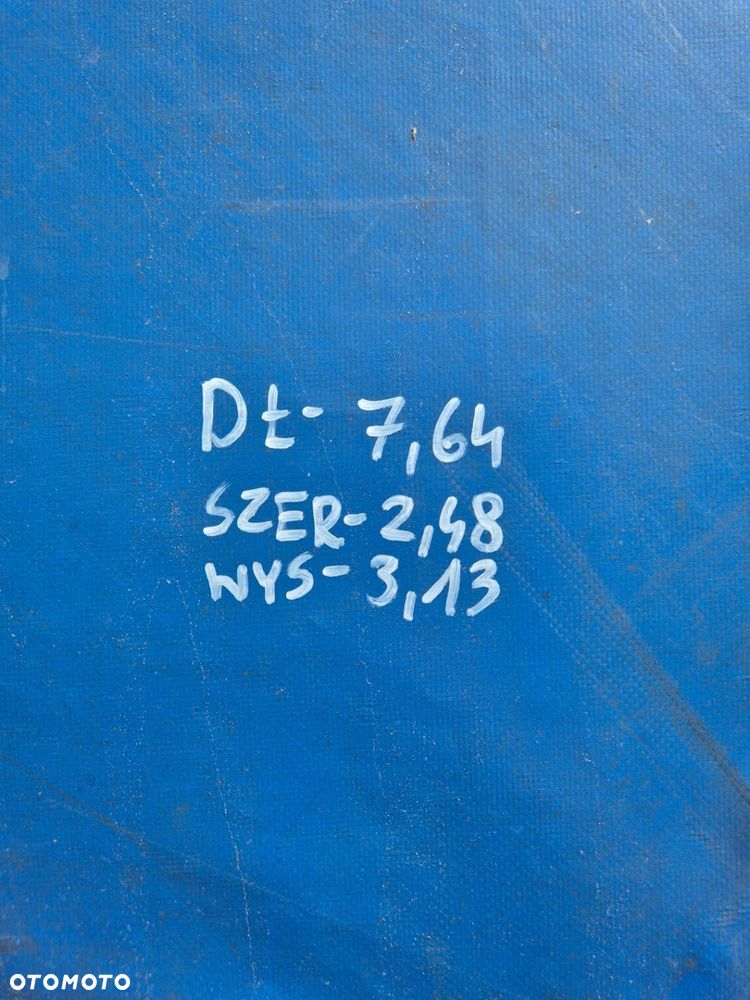 Dł- 7,64
SZER- 2,48
WYS- 3,13
OTOMOTO